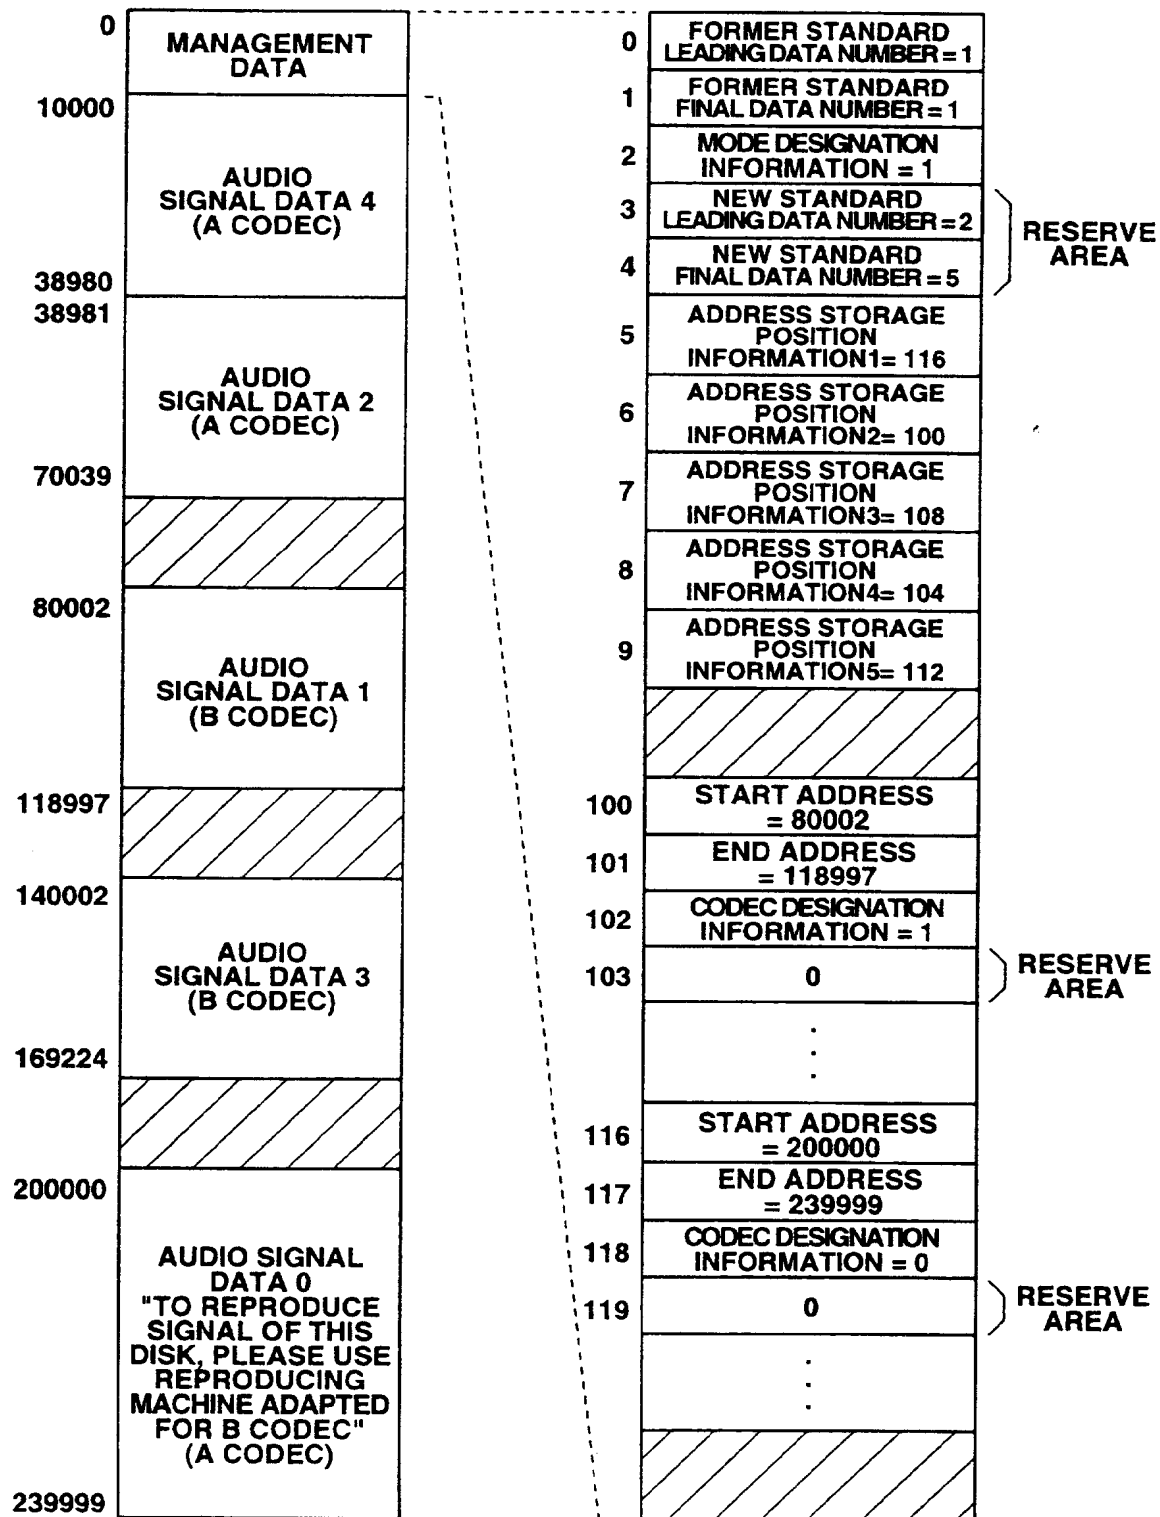 0
MANAGEMENT
DATA
10000
AUDIO
SIGNAL DATA 4
(A CODEC)
38980
38981
AUDIO
SIGNAL DATA 2
(A CODEC)
70039
80002
AUDIO
SIGNAL DATA 1
(B CODEC)
118997
140002
AUDIO
SIGNAL DATA 3
(B CODEC)
169224
200000
AUDIO SIGNAL
DATA 0
"TO REPRODUCE
SIGNAL OF THIS
DISK, PLEASE USE
REPRODUCING
MACHINE ADAPTED
FOR B CODEC"
(A CODEC)
239999
0
FORMER STANDARD
LEADING DATA NUMBER = 1
1
FORMER STANDARD
FINAL DATA NUMBER = 1
2
MODE DESIGNATION
INFORMATION = 1
3
NEW STANDARD
LEADING DATA NUMBER = 2
4
NEW STANDARD
FINAL DATA NUMBER = 5
RESERVE
AREA
5
ADDRESS STORAGE
POSITION
INFORMATION1= 116
6
ADDRESS STORAGE
POSITION
INFORMATION2= 100
7
ADDRESS STORAGE
POSITION
INFORMATION3= 108
8
ADDRESS STORAGE
POSITION
INFORMATION4= 104
9
ADDRESS STORAGE
POSITION
INFORMATION5= 112
100
START ADDRESS
= 80002
101
END ADDRESS
= 118997
102
CODEC DESIGNATION
INFORMATION = 1
103
0
RESERVE
AREA
116
START ADDRESS
= 200000
117
END ADDRESS
= 239999
118
CODEC DESIGNATION
INFORMATION = 0
119
0
RESERVE
AREA